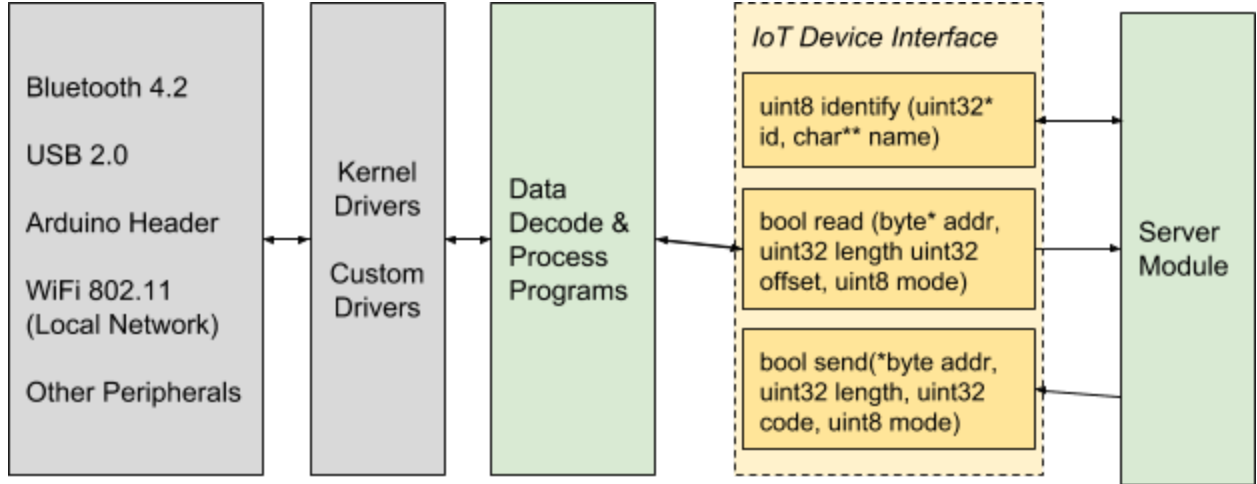 Bluetooth 4.2
USB 2.0
Arduino Header
WiFi 802.11
(Local Network)
Other Peripherals
Kernel
Drivers
Custom
Drivers
Data
Decode &
Process
Programs
IoT Device Interface
uint8 identify (uint32*
id, char** name)
bool read (byte* addr,
uint32 length uint32
offset, uint8 mode)
bool send(*byte addr,
uint32 length, uint32
code, uint8 mode)
Server
Module